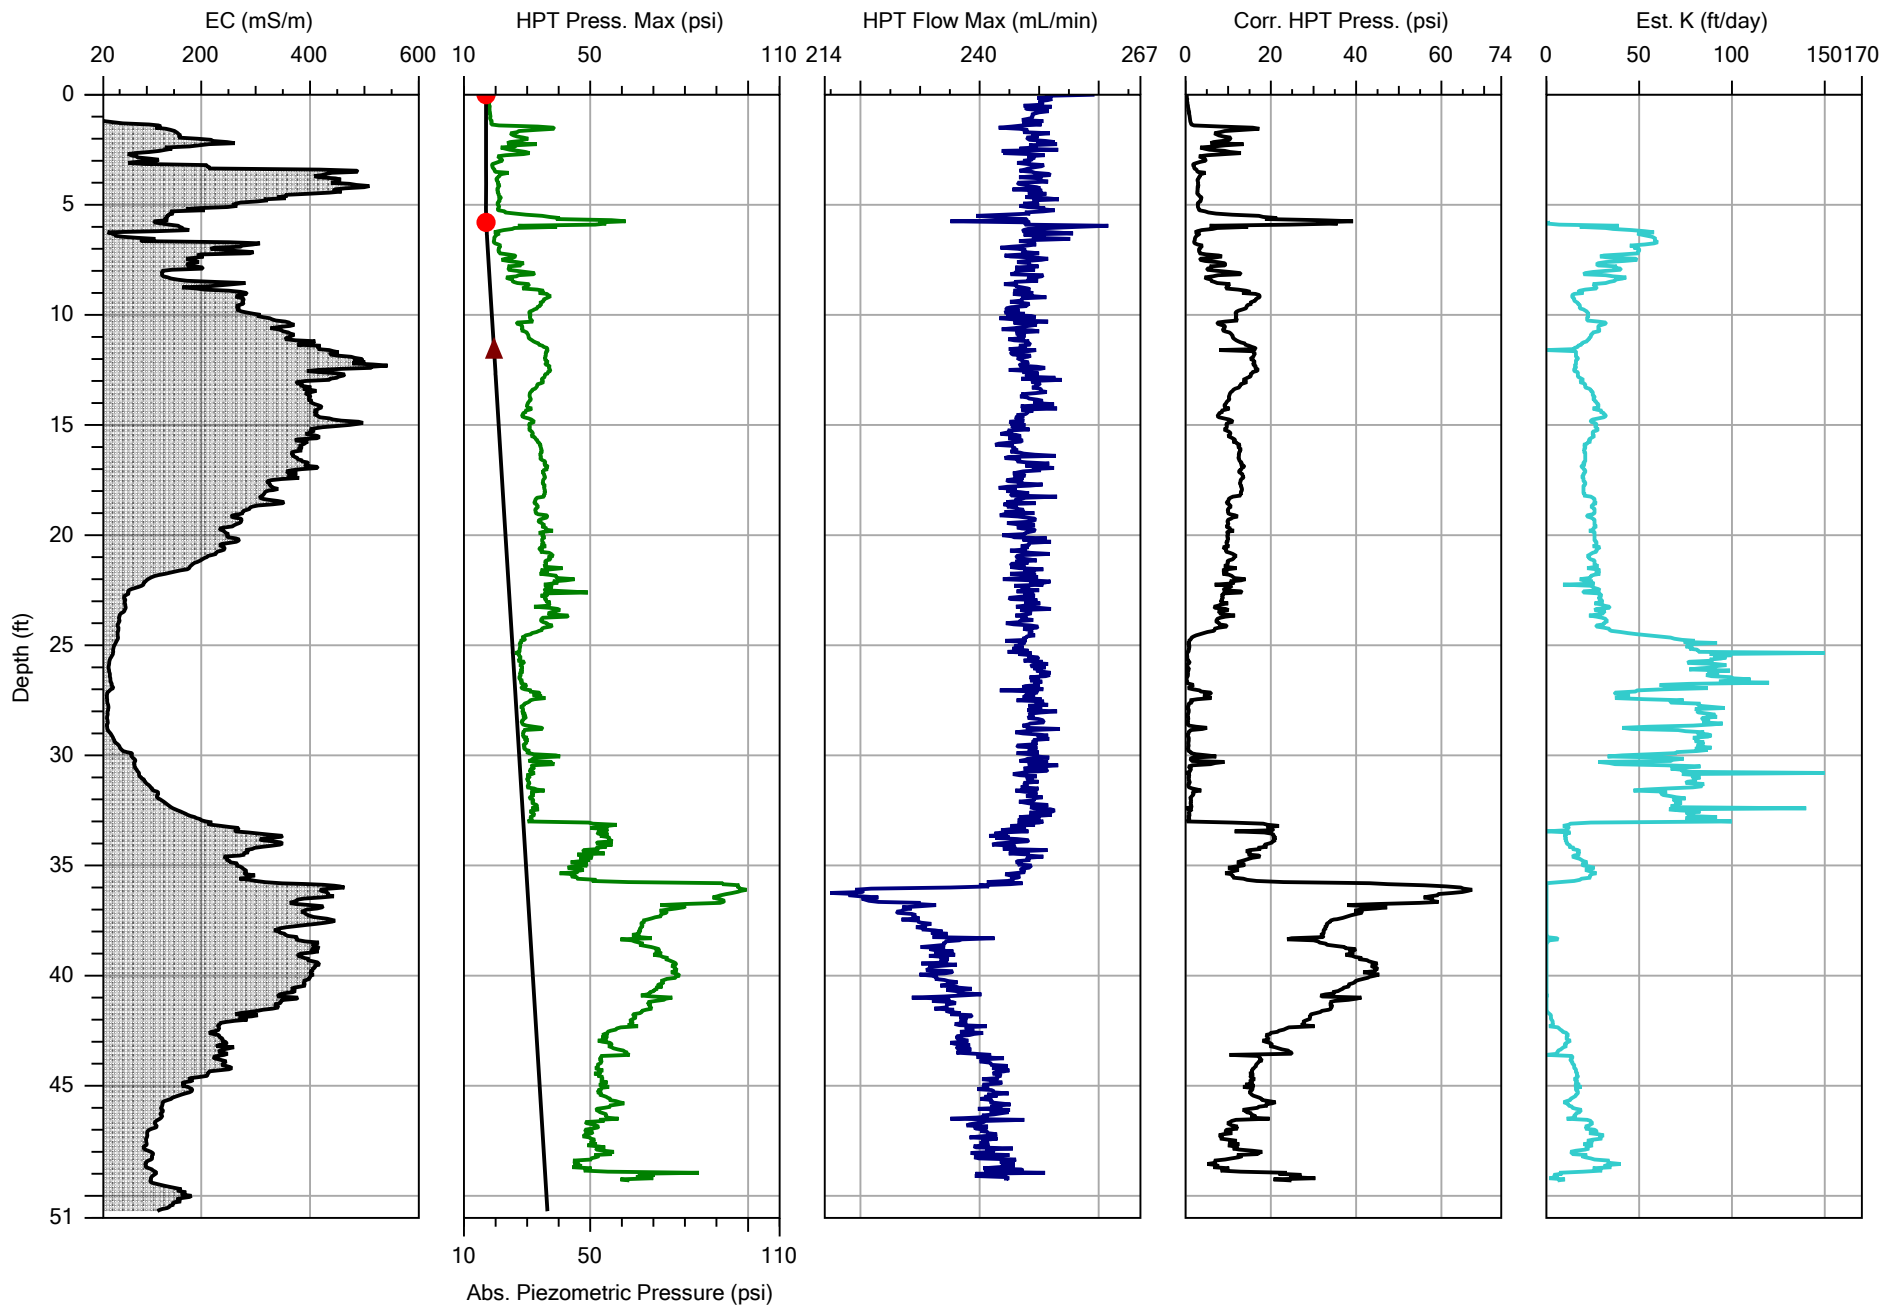 EC (mS/m) HPT Press. Max (psi) HPT Flow Max (mL/min) Corr. HPT Press. (psi) Est. K (ft/day)
20 200 400 600 10 50 110 214 240 267 0 20 40 60 74 0 50 100 150 170
0
5
10
15
20
25
30
35
40
45
51
Depth (ft)
10 50 110
Abs. Piezometric Pressure (psi)